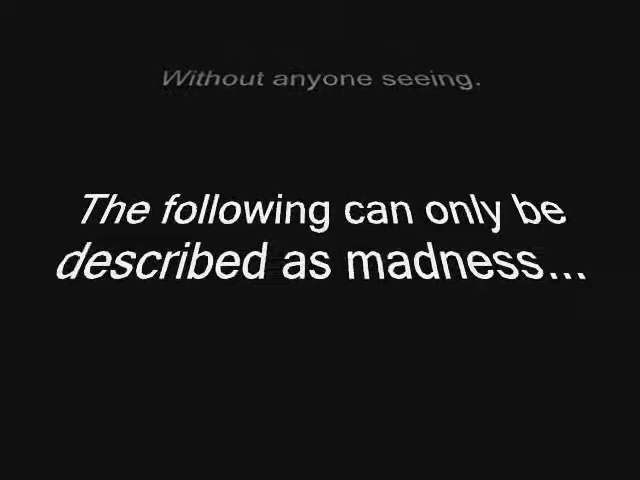 Without anyone seeing.
The following can only be
described as madness...